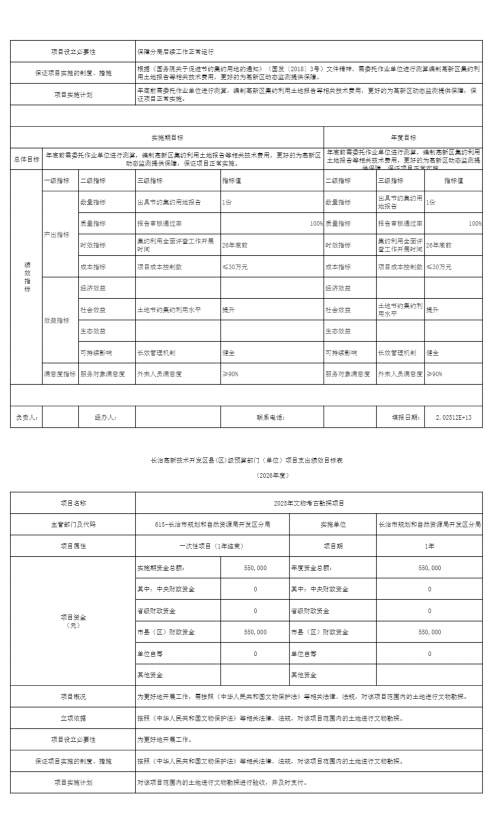 项目设立必要性 保障分局后续工作正常运行
保证项目实施的制度、措施 根据《国务院关于促进节约集约用地的通知》（国发〔2018〕3号）文件精神，需委托作业单位进行测算编制高新区集约利
用土地报告等相关技术费用，更好的为高新区动态监测提供保障。
项目实施计划 年底前需委托作业单位进行测算，编制高新区集约利用土地报告等相关技术费用，更好的为高新区动态监测提供保障，保
证项目正常实施。
实施期目标 年度目标
总体目标 年底前需委托作业单位进行测算，编制高新区集约利用土地报告等相关技术费用，更好的为高新区
动态监测提供保障，保证项目正常实施。 年底前需委托作业单位进行测算，编制高新区集约利用
土地报告等相关技术费用，更好的为高新区动态监测提
供保障，保证项目正常实施
绩效指标
一级指标 二级指标 三级指标 指标值 二级指标 三级指标 指标值
产出指标 数量指标 出具节约集约用地报告 1份 数量指标 出具节约集约用地报告 1份
质量指标 报告审核通过率 100% 质量指标 报告审核通过率 100%
时效指标 集约利用全面评查工作开展时间 26年底前 时效指标 集约利用全面评查工作开展时间 26年底前
成本指标 项目成本控制数 ≤30万元 成本指标 项目成本控制数 ≤30万元
效益指标 经济效益 经济效益
社会效益 土地节约集约利用水平 提升 社会效益 土地节约集约利用水平 提升
生态效益 生态效益
可持续影响 长效管理机制 健全 可持续影响 长效管理机制 健全
满意度指标 服务对象满意度 外来人员满意度 ≥90% 服务对象满意度 外来人员满意度 ≥90%
负责人： 经办人： 联系电话： 填报日期： 2.02512E+13
长治高新技术开发区县(区)级预算部门（单位）项目支出绩效目标表
（2026年度）
项目名称 2025年文物考古勘探项目
主管部门及代码 615-长治市规划和自然资源局开发区分局 实施单位 长治市规划和自然资源局开发区分局
项目属性 一次性项目（1年结束） 项目期 1年
项目资金
（元）
实施期资金总额： 550,000 年度资金总额： 550,000
其中：中央财政资金 0 其中：中央财政资金 0
省级财政资金 0 省级财政资金 0
市县（区）财政资金 550,000 市县（区）财政资金 550,000
单位自筹 0 单位自筹 0
其他资金 其他资金
项目概况 为更好地开展工作，需按照《中华人民共和国文物保护法》等相关法律、法规，对该项目范围内的土地进行文物勘探。
立项依据 按照《中华人民共和国文物保护法》等相关法律、法规，对该项目范围内的土地进行文物勘探。
项目设立必要性 为更好地开展工作。
保证项目实施的制度、措施 按照《中华人民共和国文物保护法》等相关法律、法规，对该项目范围内的土地进行文物勘探。
项目实施计划 对该项目范围内的土地进行文物勘探进行验收，并及时支付。